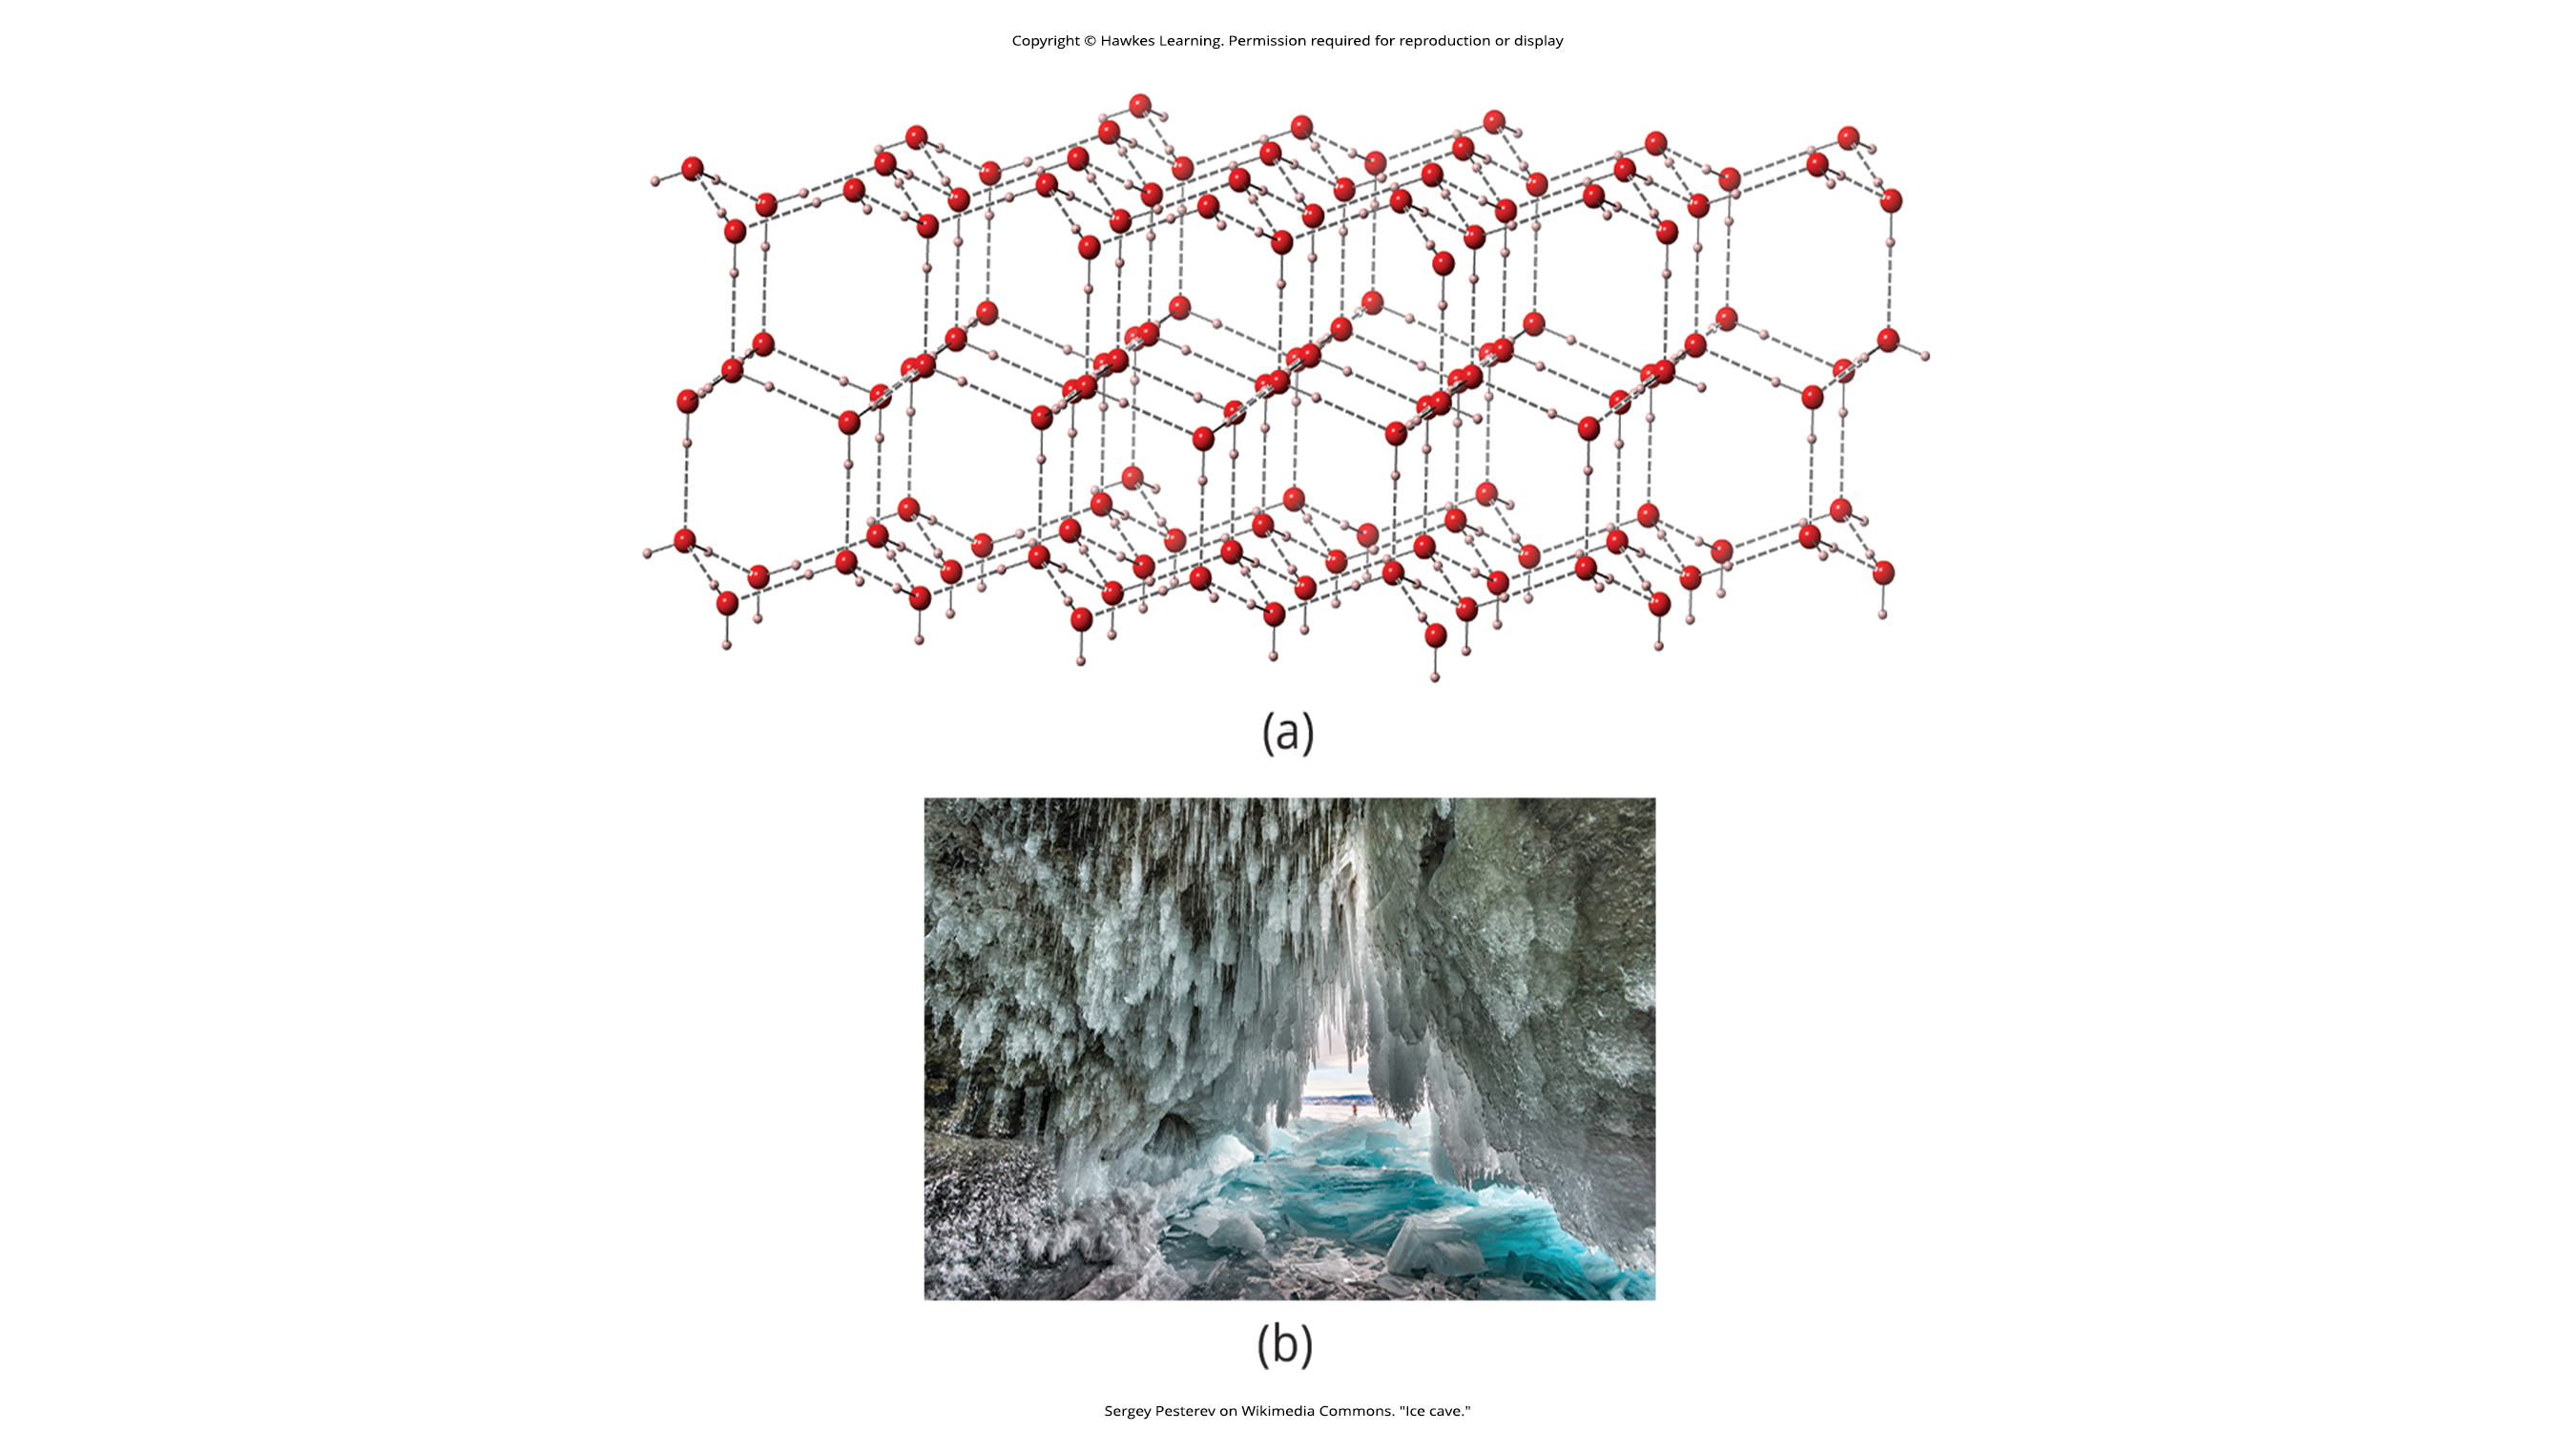 Copyright © Hawkes Learning. Permission required for reproduction or display
(a)
(b)
Sergey Pesterev on Wikimedia Commons. "Ice cave."